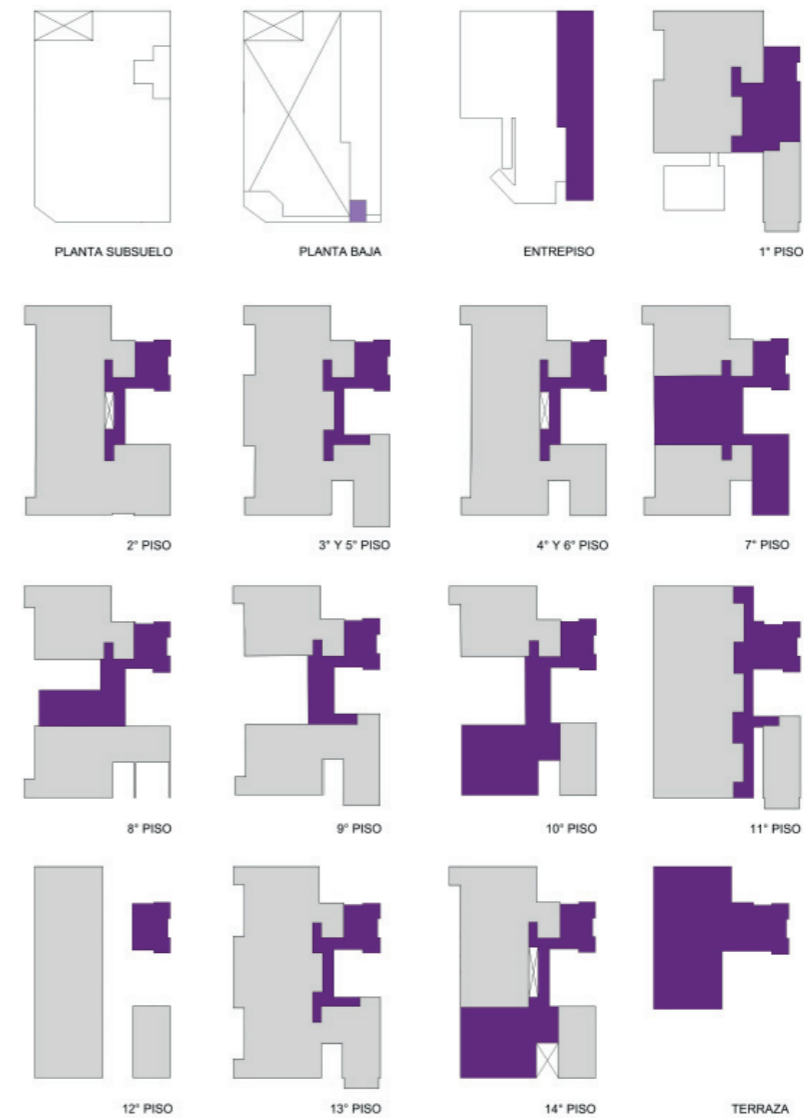 PLANTA SUBSUELO
PLANTA BAJA
ENTREPISO
1° PISO
2° PISO
3° Y 5° PISO
4° Y 6° PISO
7° PISO
8° PISO
9° PISO
10° PISO
11° PISO
12° PISO
13° PISO
14° PISO
TERRAZA